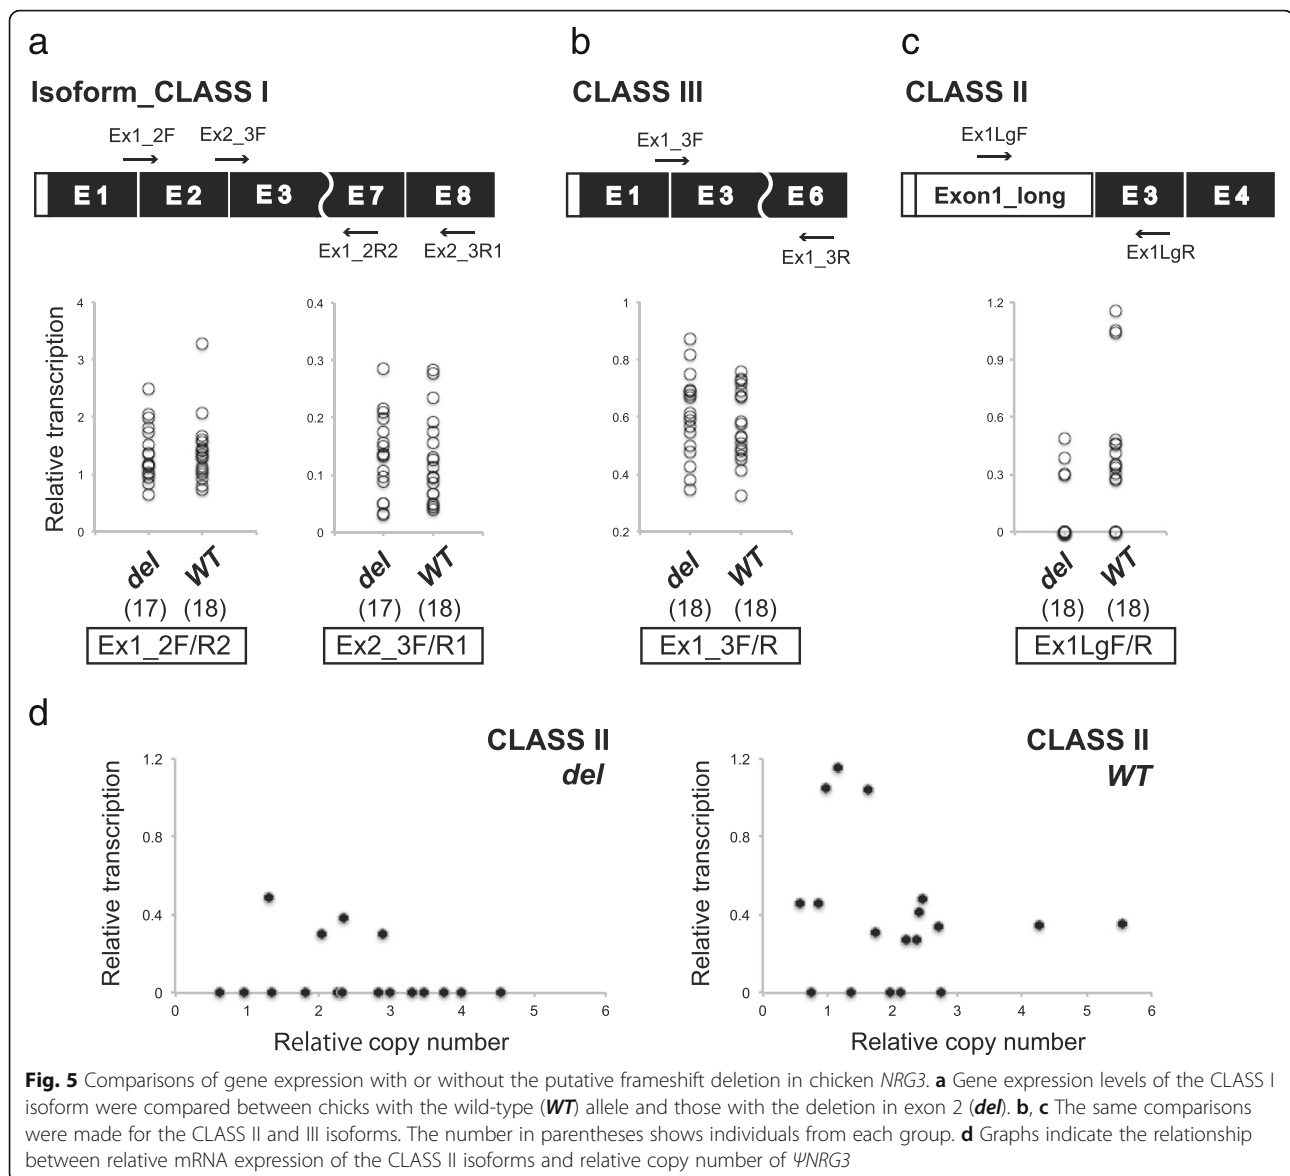 a
Isoform_CLASS I
Ex1_2F Ex2_3F
E1 E2 E3 E7 E8
Ex1_2R2 Ex2_3R1
b
CLASS III
Ex1_3F
E1 E3 E6
Ex1_3R
c
CLASS II
Ex1LgF
Exon1_long E3 E4
Ex1LgR
Relative transcription
4
3
2
1
0
del WT
(17) (18)
Ex1_2F/R2
0.4
0.3
0.2
0.1
0
del WT
(17) (18)
Ex2_3F/R1
1
0.8
0.6
0.4
0.2
del WT
(18) (18)
Ex1_3F/R
1.2
0.9
0.6
0.3
0
del WT
(18) (18)
Ex1LgF/R
d
CLASS II
del
Relative transcription
1.2
0.8
0.4
0
0 1 2 3 4 5 6
Relative copy number
CLASS II
WT
Relative transcription
1.2
0.8
0.4
0
0 1 2 3 4 5 6
Relative copy number
Fig. 5 Comparisons of gene expression with or without the putative frameshift deletion in chicken NRG3. a Gene expression levels of the CLASS I
isoform were compared between chicks with the wild-type (WT) allele and those with the deletion in exon 2 (del). b, c The same comparisons
were made for the CLASS II and III isoforms. The number in parentheses shows individuals from each group. d Graphs indicate the relationship
between relative mRNA expression of the CLASS II isoforms and relative copy number of ΨNRG3